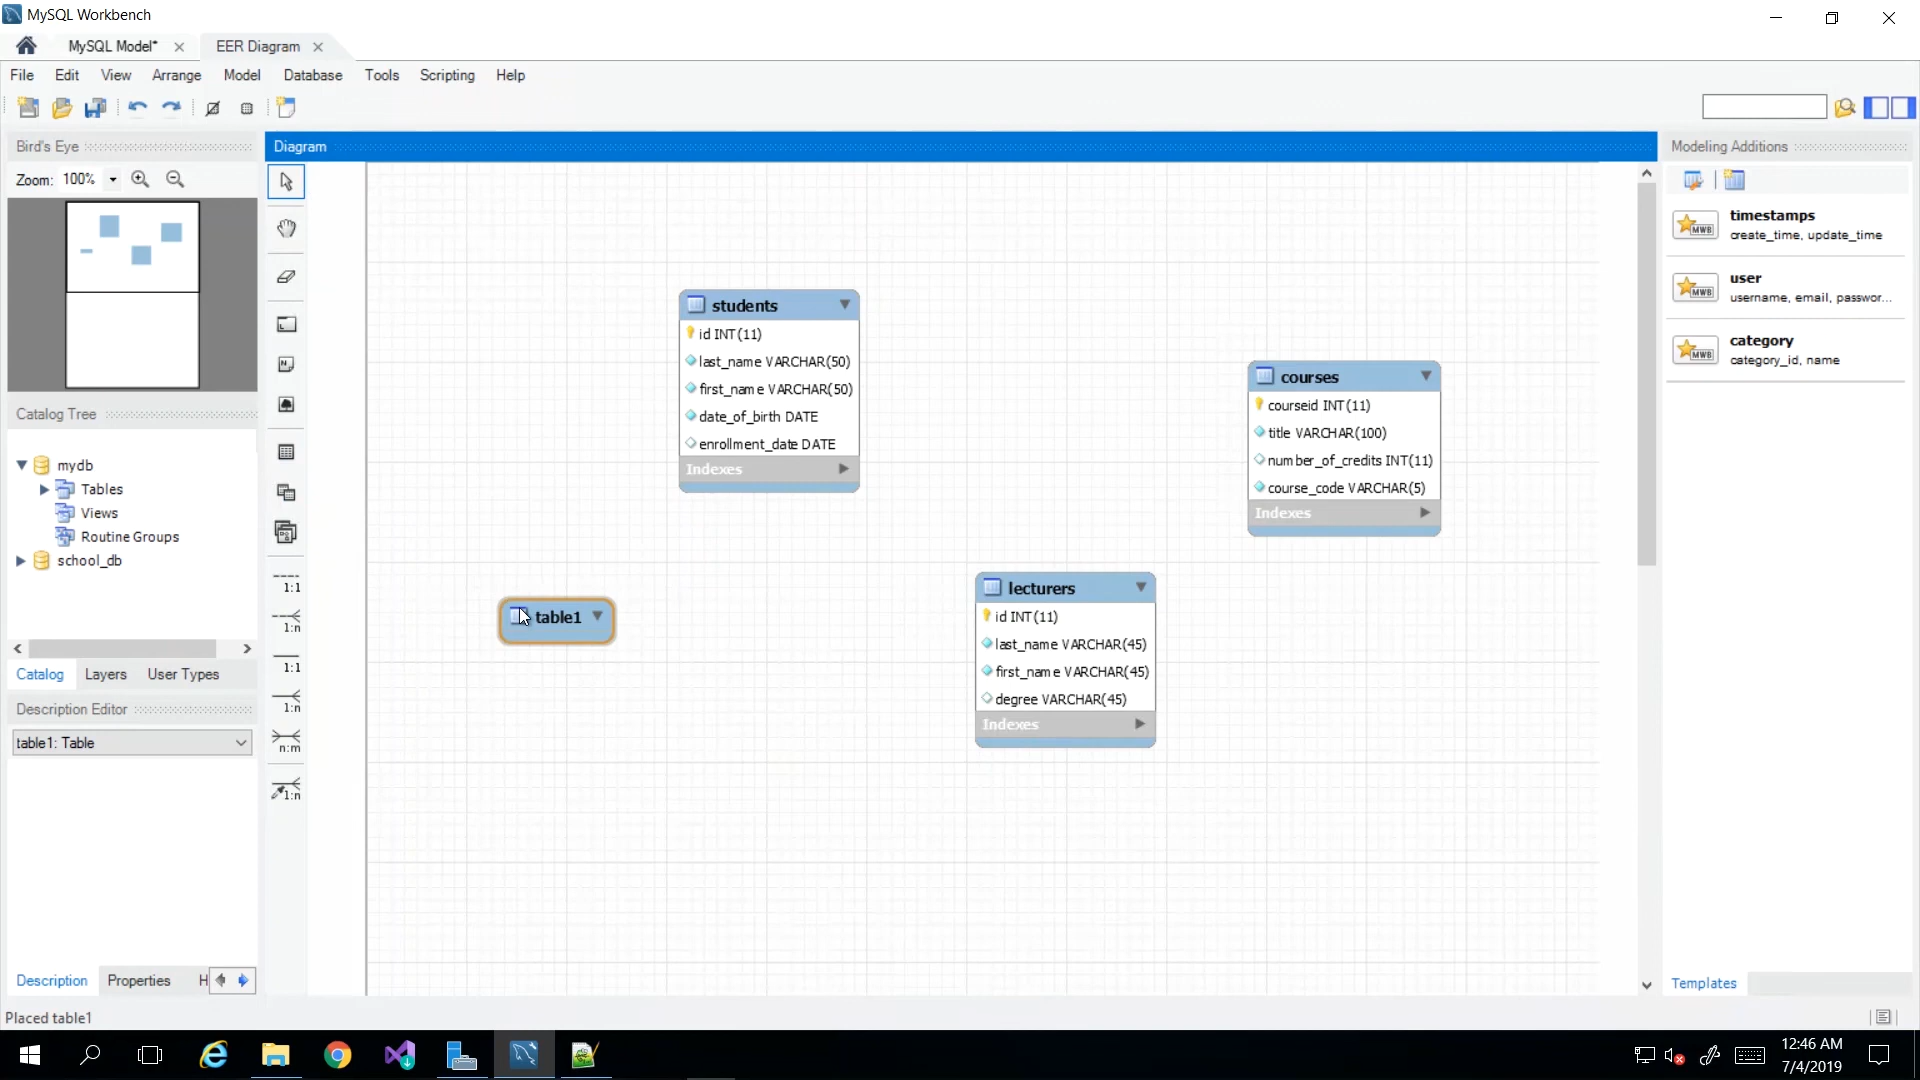 MySQL Workbench
MySQL Model* EER Diagram
File Edit View Arrange Model Database Tools Scripting Help
Bird's Eye
Zoom: 100%
Diagram
Modeling Additions
timestamps
create_time, update_time
user
username, email, passwor...
category
category_id, name
students
id INT(11)
last_name VARCHAR(50)
first_name VARCHAR(50)
date_of_birth DATE
enrollment_date DATE
Indexes
courses
courseid INT(11)
title VARCHAR(100)
number_of_credits INT(11)
course_code VARCHAR(5)
Indexes
Catalog Tree
mydb
Tables
Views
Routine Groups
school_db
1:1
1:n
1:1
1:n
n:m
1:n
table1
lecturers
id INT(11)
last_name VARCHAR(45)
first_name VARCHAR(45)
degree VARCHAR(45)
Indexes
Catalog Layers User Types
Description Editor
table1: Table
Description Properties H
Templates
Placed table1
12:46 AM
7/4/2019